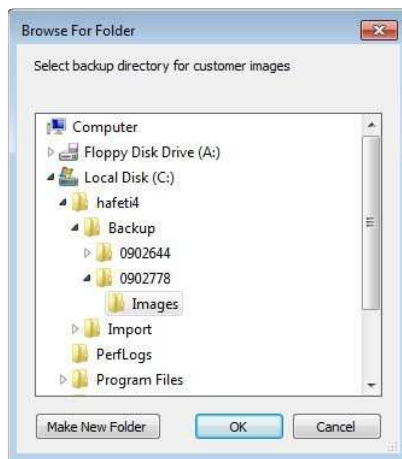 Browse For Folder
Select backup directory for customer images
Computer
Floppy Disk Drive (A:)
Local Disk (C:)
hafeti4
Backup
0902644
0902778
Images
Import
PerfLogs
Program Files
Make New Folder
OK
Cancel